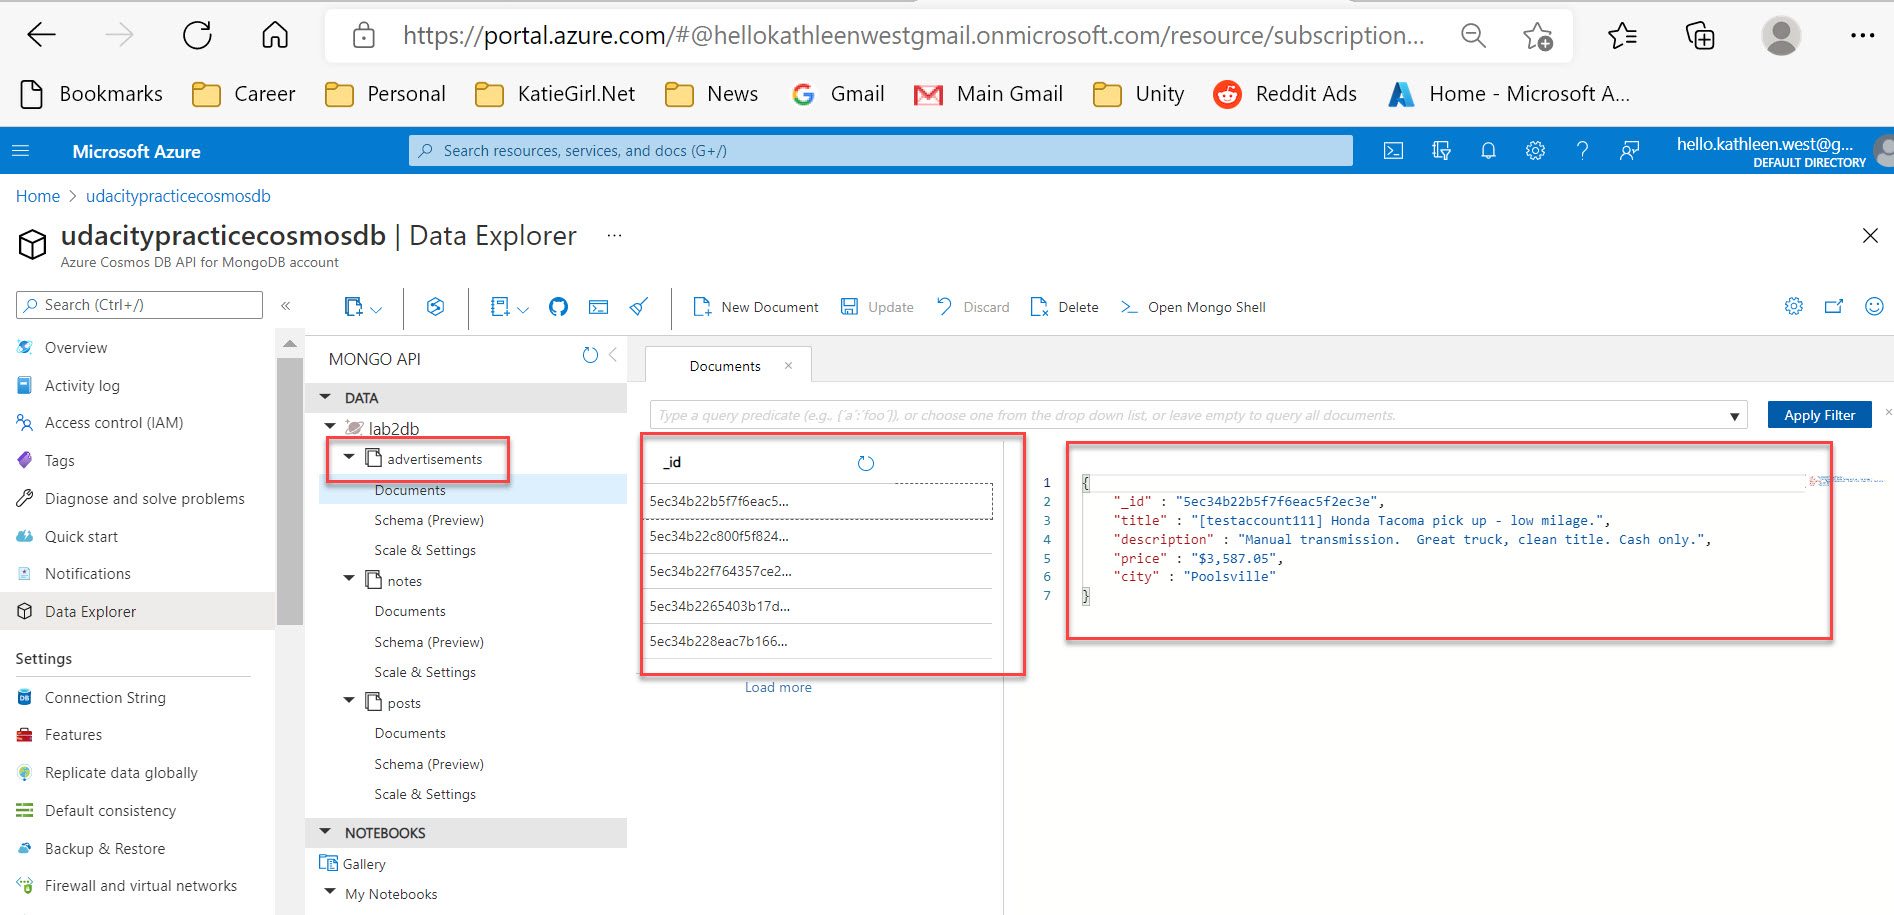 https://portal.azure.com/#@hellokathleenwestgmail.onmicrosoft.com/resource/subscription...
Bookmarks Career Personal KatieGirl.Net News Gmail Main Gmail Unity Reddit Ads Home - Microsoft A...
Microsoft Azure
Search resources, services, and docs (G+/)
hello.kathleen.west@g...
DEFAULT DIRECTORY
Home > udacitypracticecosmosdb
udacitypracticecosmosdb | Data Explorer ...
Azure Cosmos DB API for MongoDB account
Search (Ctrl+/)
«
New Document Update Discard Delete Open Mongo Shell
Overview
Activity log
Access control (IAM)
Tags
Diagnose and solve problems
Quick start
Notifications
Data Explorer
Settings
Connection String
Features
Replicate data globally
Default consistency
Backup & Restore
Firewall and virtual networks
MONGO API
DATA
lab2db
advertisements
Documents
Schema (Preview)
Scale & Settings
notes
Documents
Schema (Preview)
Scale & Settings
posts
Documents
Schema (Preview)
Scale & Settings
NOTEBOOKS
Gallery
My Notebooks
Documents
Type a query predicate (e.g., {´a´:´foo´}), or choose one from the drop down list, or leave empty to query all documents.
Apply Filter
_id
5ec34b22b5f7f6eac5...
5ec34b22c800f5f824...
5ec34b22f764357ce2...
5ec34b2265403b17d...
5ec34b228eac7b166...
Load more
1 {
2 "_id" : "5ec34b22b5f7f6eac5f2ec3e",
3 "title" : "[testaccount111] Honda Tacoma pick up - low milage.",
4 "description" : "Manual transmission.  Great truck, clean title. Cash only.",
5 "price" : "$3,587.05",
6 "city" : "Poolsville"
7 }